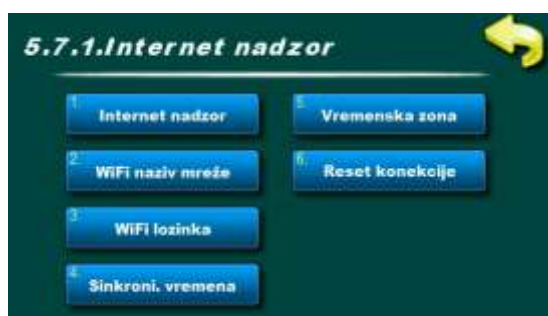 5.7.1.Internet nadzor
1.
Internet nadzor
2.
WiFi naziv mreže
3.
WiFi lozinka
4.
Sinkroni. vremena
5.
Vremenska zona
6.
Reset konekcije